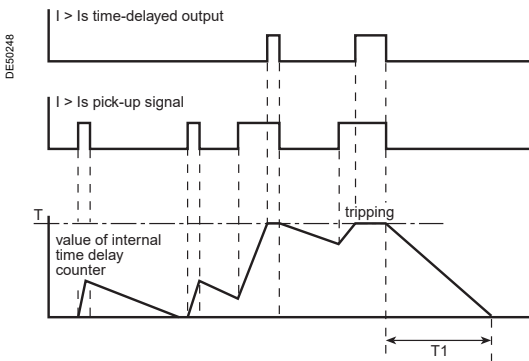 I > Is time-delayed output
DE50248
I > Is pick-up signal
T
tripping
value of internal
time delay
counter
T1